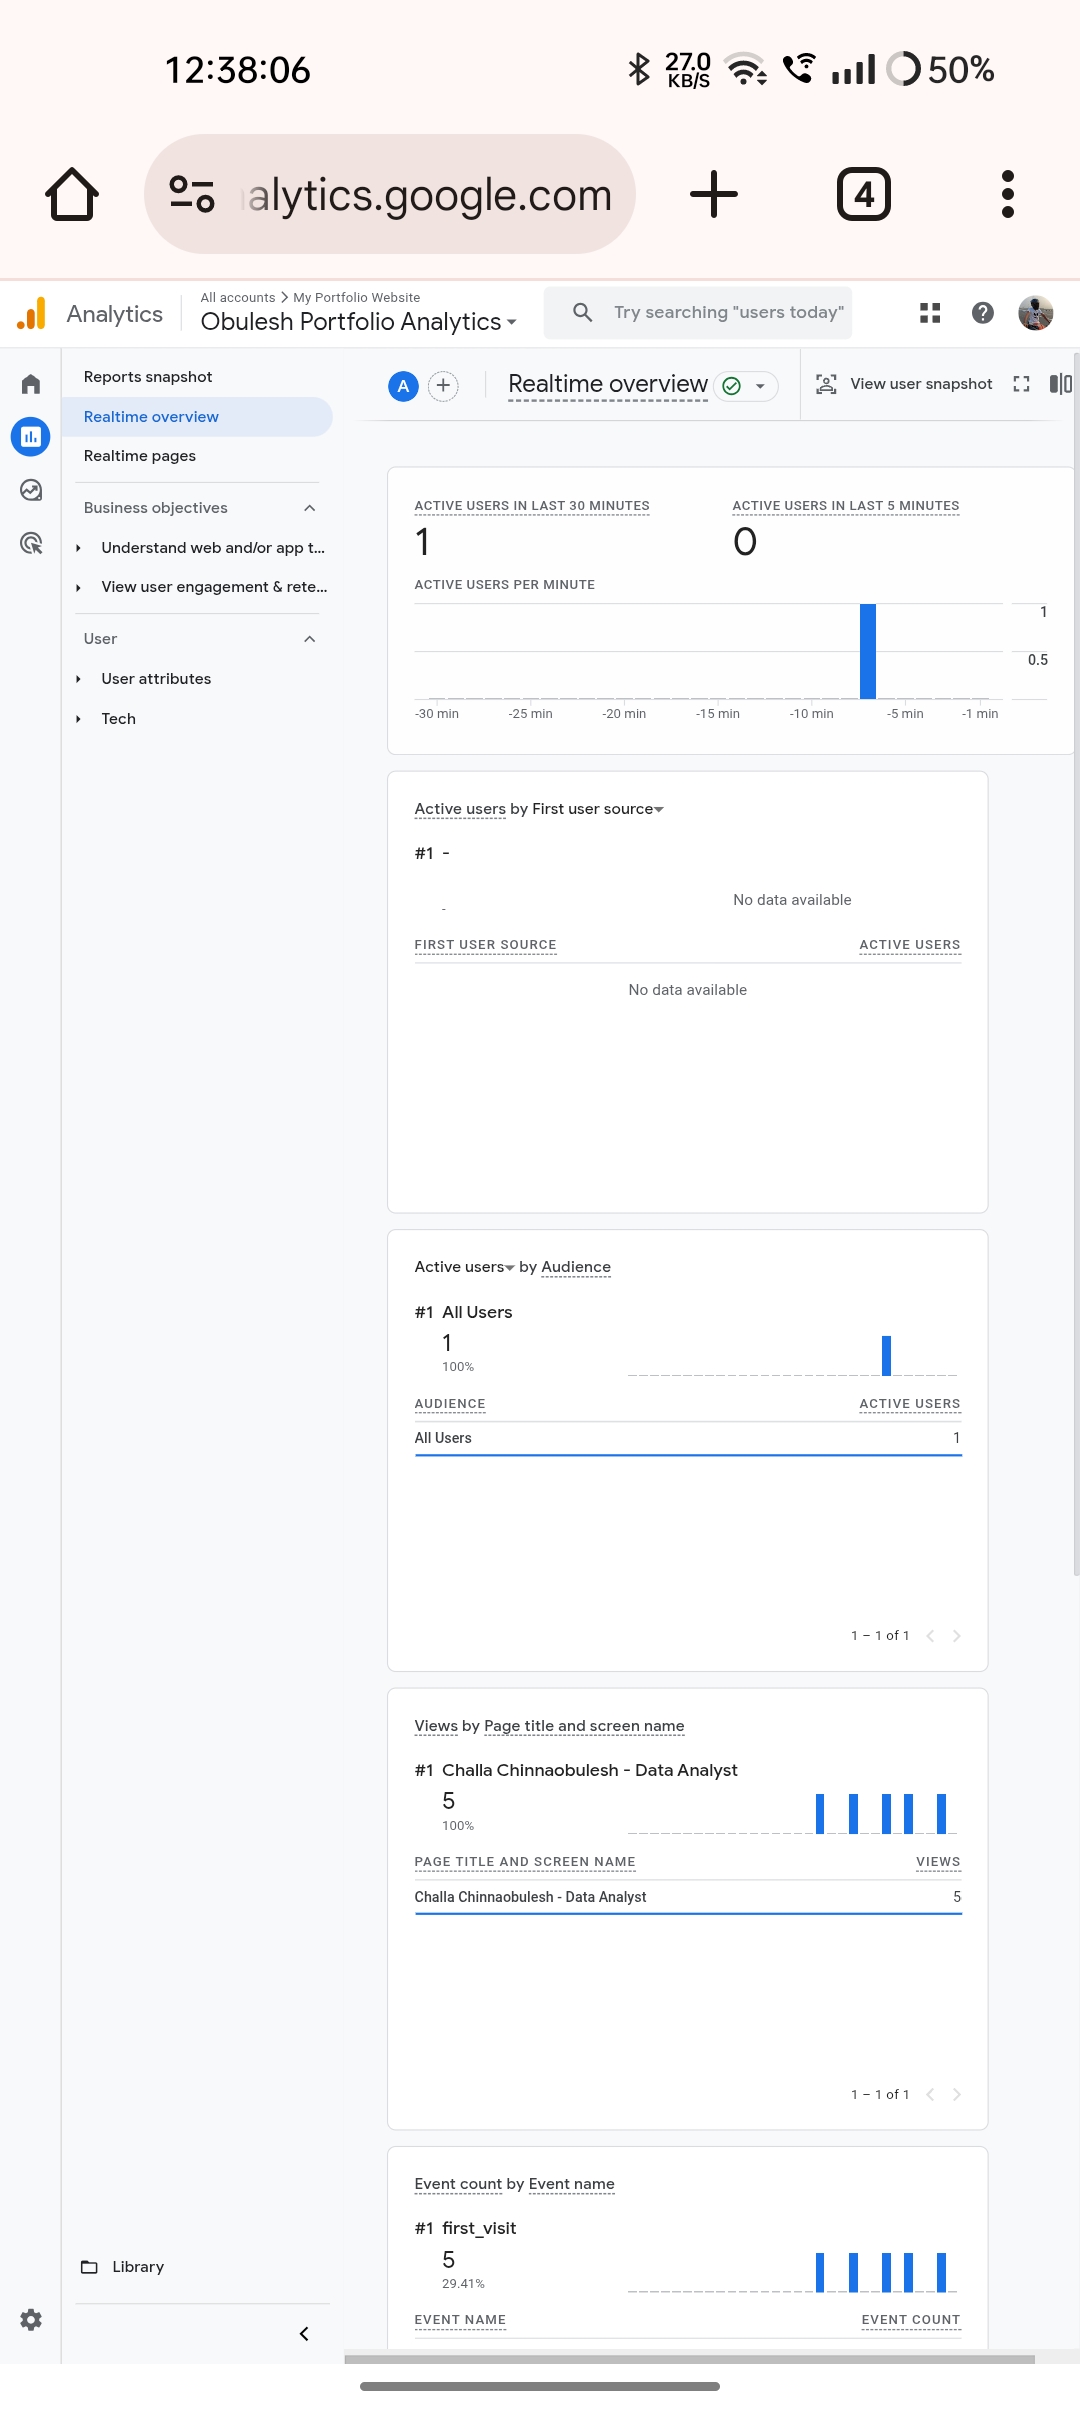 12:38:06
27.0
KB/S
50%
alytics.google.com
4
Analytics
All accounts > My Portfolio Website
Obulesh Portfolio Analytics
Try searching "users today"
Reports snapshot
Realtime overview
Realtime pages
Business objectives
Understand web and/or app t...
View user engagement & rete...
User
User attributes
Tech
Library
A
Realtime overview
View user snapshot
ACTIVE USERS IN LAST 30 MINUTES
1
ACTIVE USERS IN LAST 5 MINUTES
0
ACTIVE USERS PER MINUTE
1
0.5
-30 min -25 min -20 min -15 min -10 min -5 min -1 min
Active users by First user source
#1 -
-
No data available
FIRST USER SOURCE ACTIVE USERS
No data available
Active users by Audience
#1 All Users
1
100%
AUDIENCE ACTIVE USERS
All Users 1
1 – 1 of 1
Views by Page title and screen name
#1 Challa Chinnaobulesh - Data Analyst
5
100%
PAGE TITLE AND SCREEN NAME VIEWS
Challa Chinnaobulesh - Data Analyst 5
1 – 1 of 1
Event count by Event name
#1 first_visit
5
29.41%
EVENT NAME EVENT COUNT